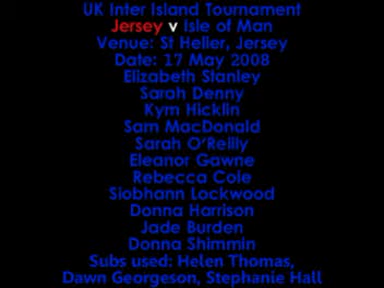 UK Inter Island Tournament
Jersey v Isle of Man
Venue: St Helier, Jersey
Date: 17 May 2008
Elizabeth Stanley
Sarah Denny
Kym Hicklin
Sam MacDonald
Sarah O'Reilly
Eleanor Gawne
Rebecca Cole
Siobhann Lockwood
Donna Harrison
Jade Burden
Donna Shimmin
Subs used: Helen Thomas,
Dawn Georgeson, Stephanie Hall